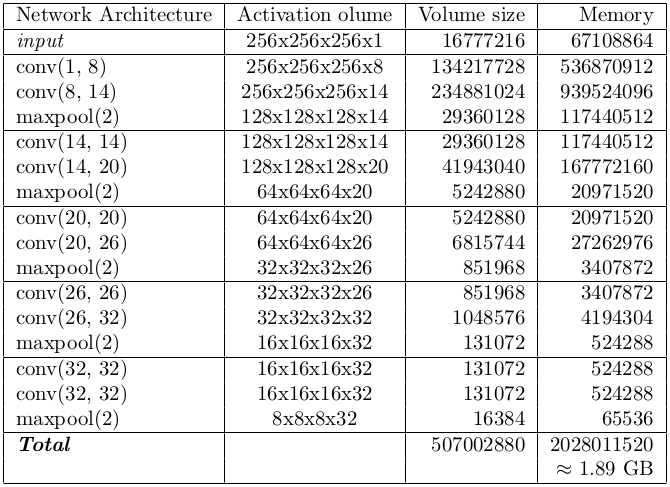 Network Architecture Activation olume Volume size Memory
input 256x256x256x1 16777216 67108864
conv(1, 8) 256x256x256x8 134217728 536870912
conv(8, 14) 256x256x256x14 234881024 939524096
maxpool(2) 128x128x128x14 29360128 117440512
conv(14, 14) 128x128x128x14 29360128 117440512
conv(14, 20) 128x128x128x20 41943040 167772160
maxpool(2) 64x64x64x20 5242880 20971520
conv(20, 20) 64x64x64x20 5242880 20971520
conv(20, 26) 64x64x64x26 6815744 27262976
maxpool(2) 32x32x32x26 851968 3407872
conv(26, 26) 32x32x32x26 851968 3407872
conv(26, 32) 32x32x32x32 1048576 4194304
maxpool(2) 16x16x16x32 131072 524288
conv(32, 32) 16x16x16x32 131072 524288
conv(32, 32) 16x16x16x32 131072 524288
maxpool(2) 8x8x8x32 16384 65536
Total 507002880 2028011520
≈ 1.89 GB